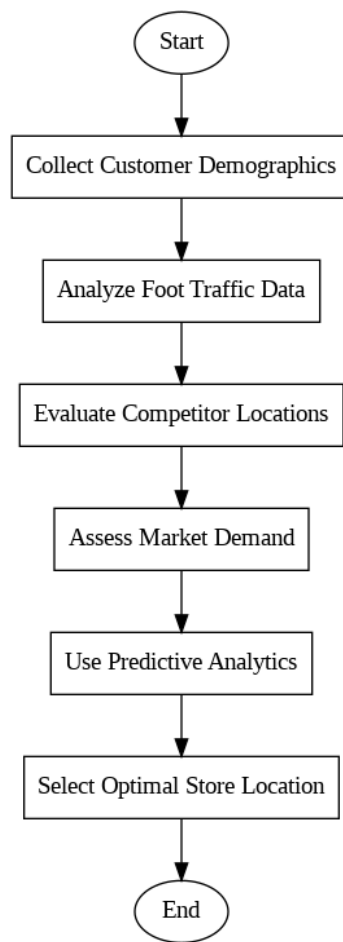 Start
Collect Customer Demographics
Analyze Foot Traffic Data
Evaluate Competitor Locations
Assess Market Demand
Use Predictive Analytics
Select Optimal Store Location
End